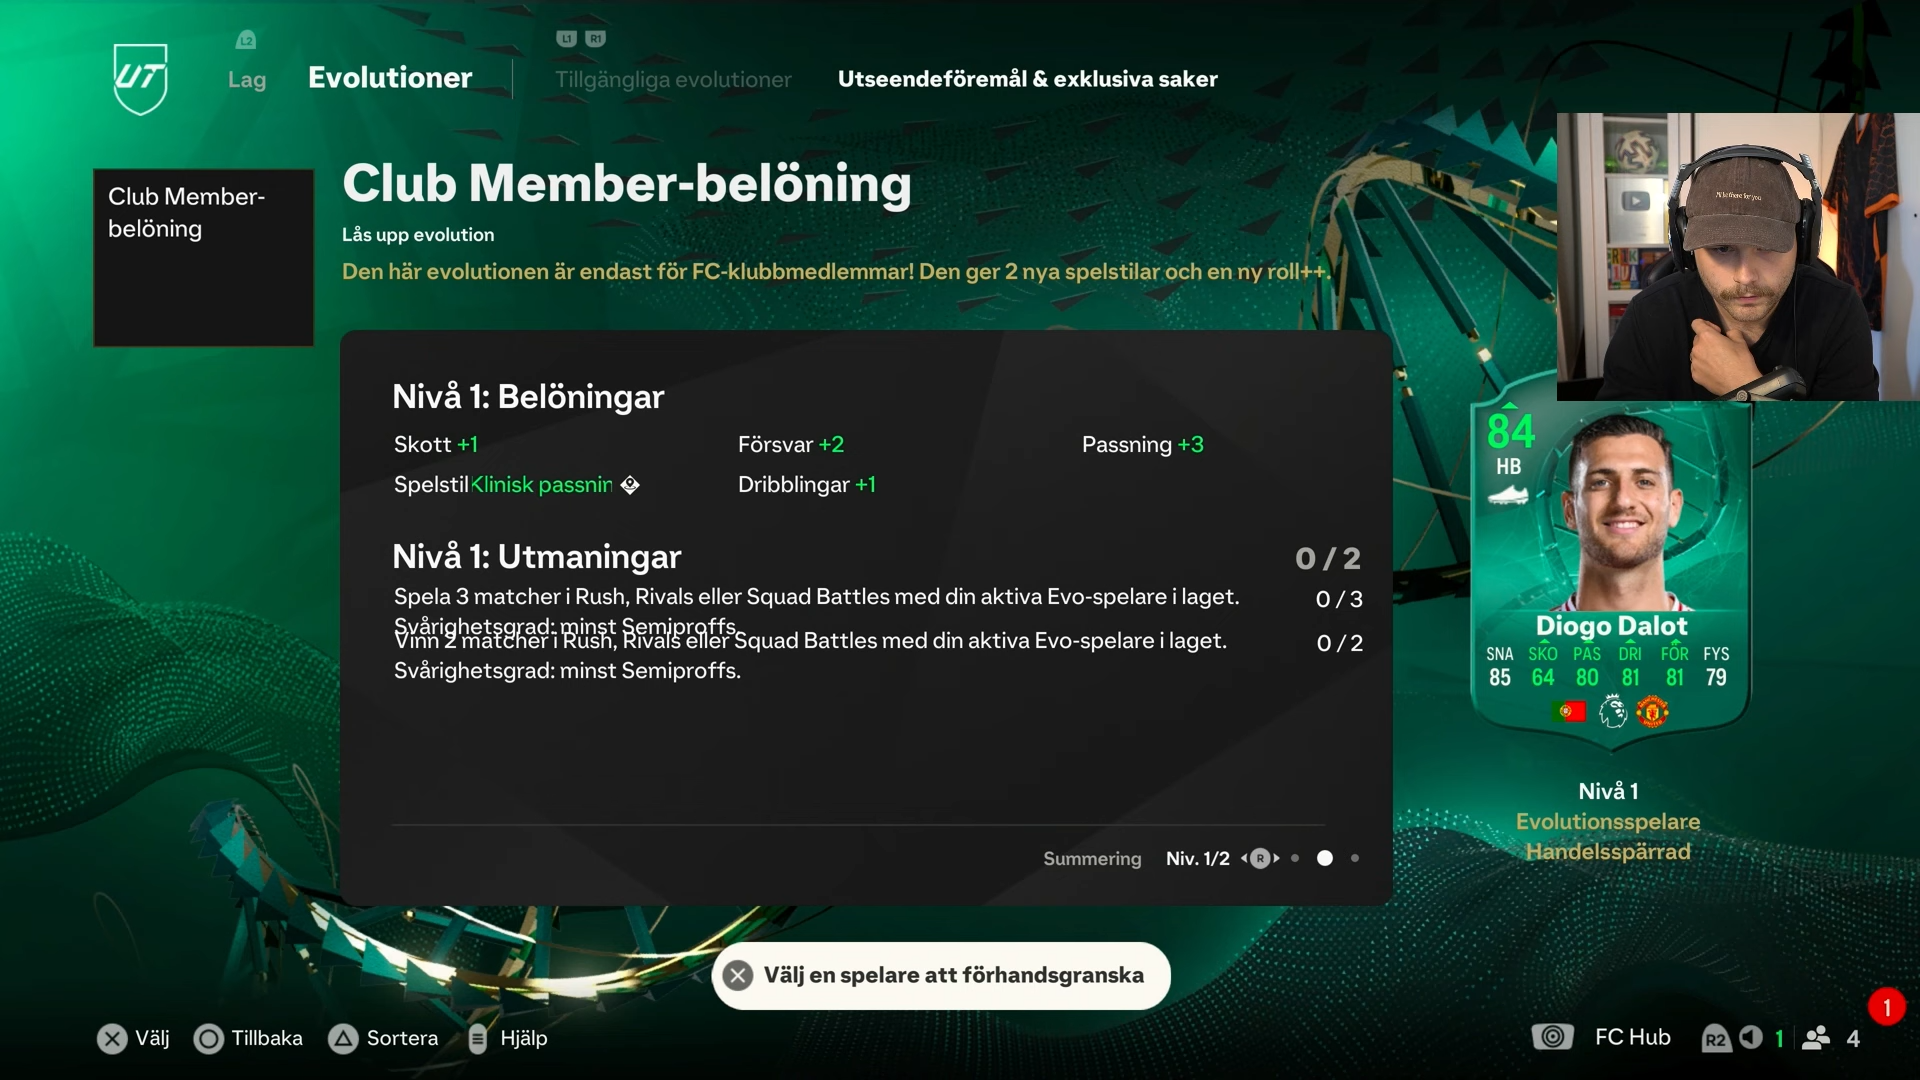 L2
L1 R1
UT
Lag
Evolutioner
Tillgängliga evolutioner
Utseendeföremål & exklusiva saker
Club Member-
belöning
Club Member-belöning
Lås upp evolution
Den här evolutionen är endast för FC-klubbmedlemmar! Den ger 2 nya spelstilar och en ny roll++.
Nivå 1: Belöningar
Skott +1
Försvar +2
Passning +3
Spelstil Klinisk passnin
Dribblingar +1
Nivå 1: Utmaningar
0 / 2
Spela 3 matcher i Rush, Rivals eller Squad Battles med din aktiva Evo-spelare i laget.
Svårighetsgrad: minst Semiproffs.
0 / 3
Vinn 2 matcher i Rush, Rivals eller Squad Battles med din aktiva Evo-spelare i laget.
Svårighetsgrad: minst Semiproffs.
0 / 2
Summering
Niv. 1/2
R
84
HB
Diogo Dalot
SNA SKO PAS DRI FÖR FYS
85 64 80 81 81 79
Nivå 1
Evolutionsspelare
Handelsspärrad
Välj en spelare att förhandsgranska
Välj
Tillbaka
Sortera
Hjälp
FC Hub
R2
1
4
1